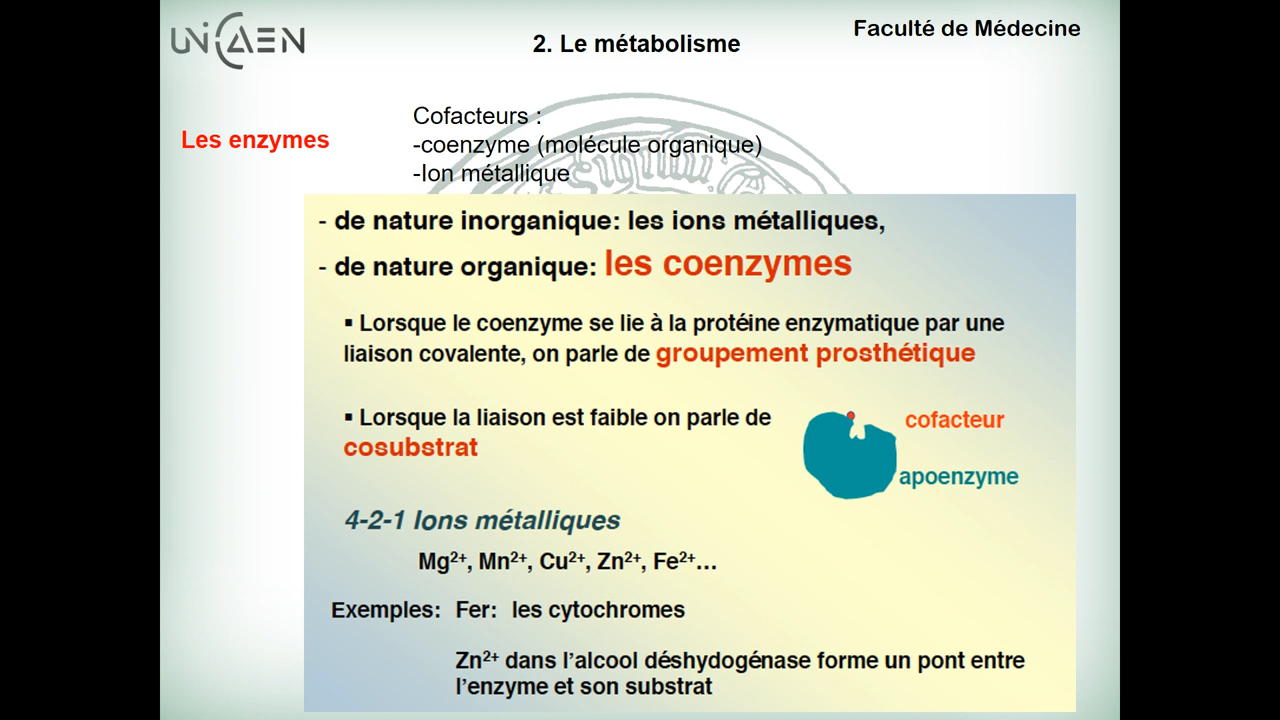 UNICAEN
2. Le métabolisme
Faculté de Médecine
Les enzymes
Cofacteurs :
-coenzyme (molécule organique)
-Ion métallique
- de nature inorganique: les ions métalliques,
- de nature organique: les coenzymes
▪ Lorsque le coenzyme se lie à la protéine enzymatique par une
liaison covalente, on parle de groupement prosthétique
▪ Lorsque la liaison est faible on parle de
cosubstrat
cofacteur
apoenzyme
4-2-1 Ions métalliques
Mg²⁺, Mn²⁺, Cu²⁺, Zn²⁺, Fe²⁺...
Exemples: Fer: les cytochromes
Zn²⁺ dans l’alcool déshydogénase forme un pont entre
l’enzyme et son substrat